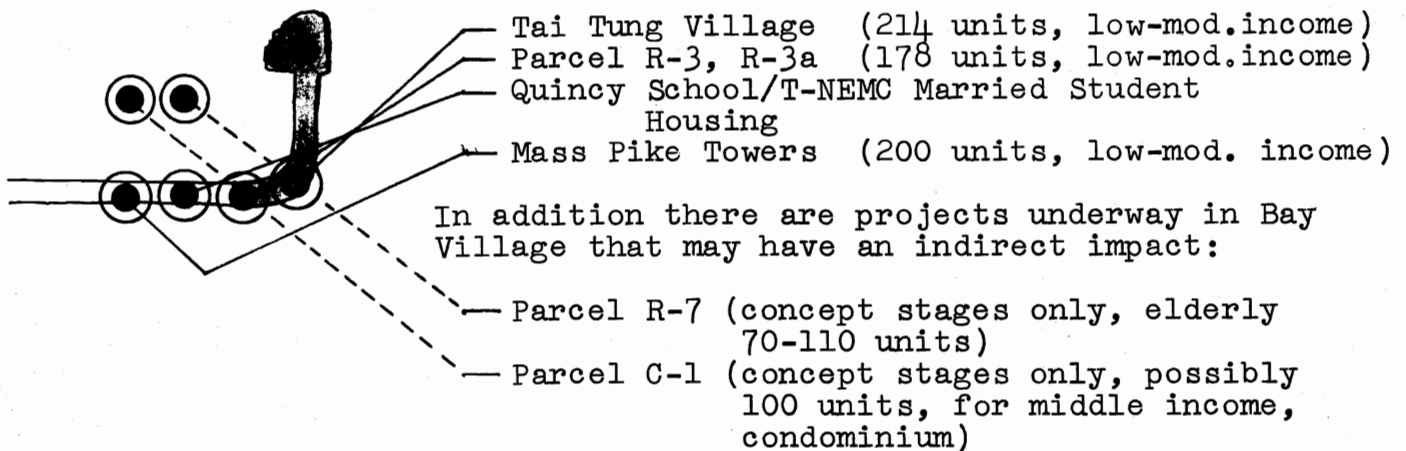 Tai Tung Village (214 units, low-mod.income)
Parcel R-3, R-3a (178 units, low-mod.income)
Quincy School/T-NEMC Married Student
Housing
Mass Pike Towers (200 units, low-mod. income)
In addition there are projects underway in Bay
Village that may have an indirect impact:
Parcel R-7 (concept stages only, elderly
70-110 units)
Parcel C-1 (concept stages only, possibly
100 units, for middle income,
condominium)